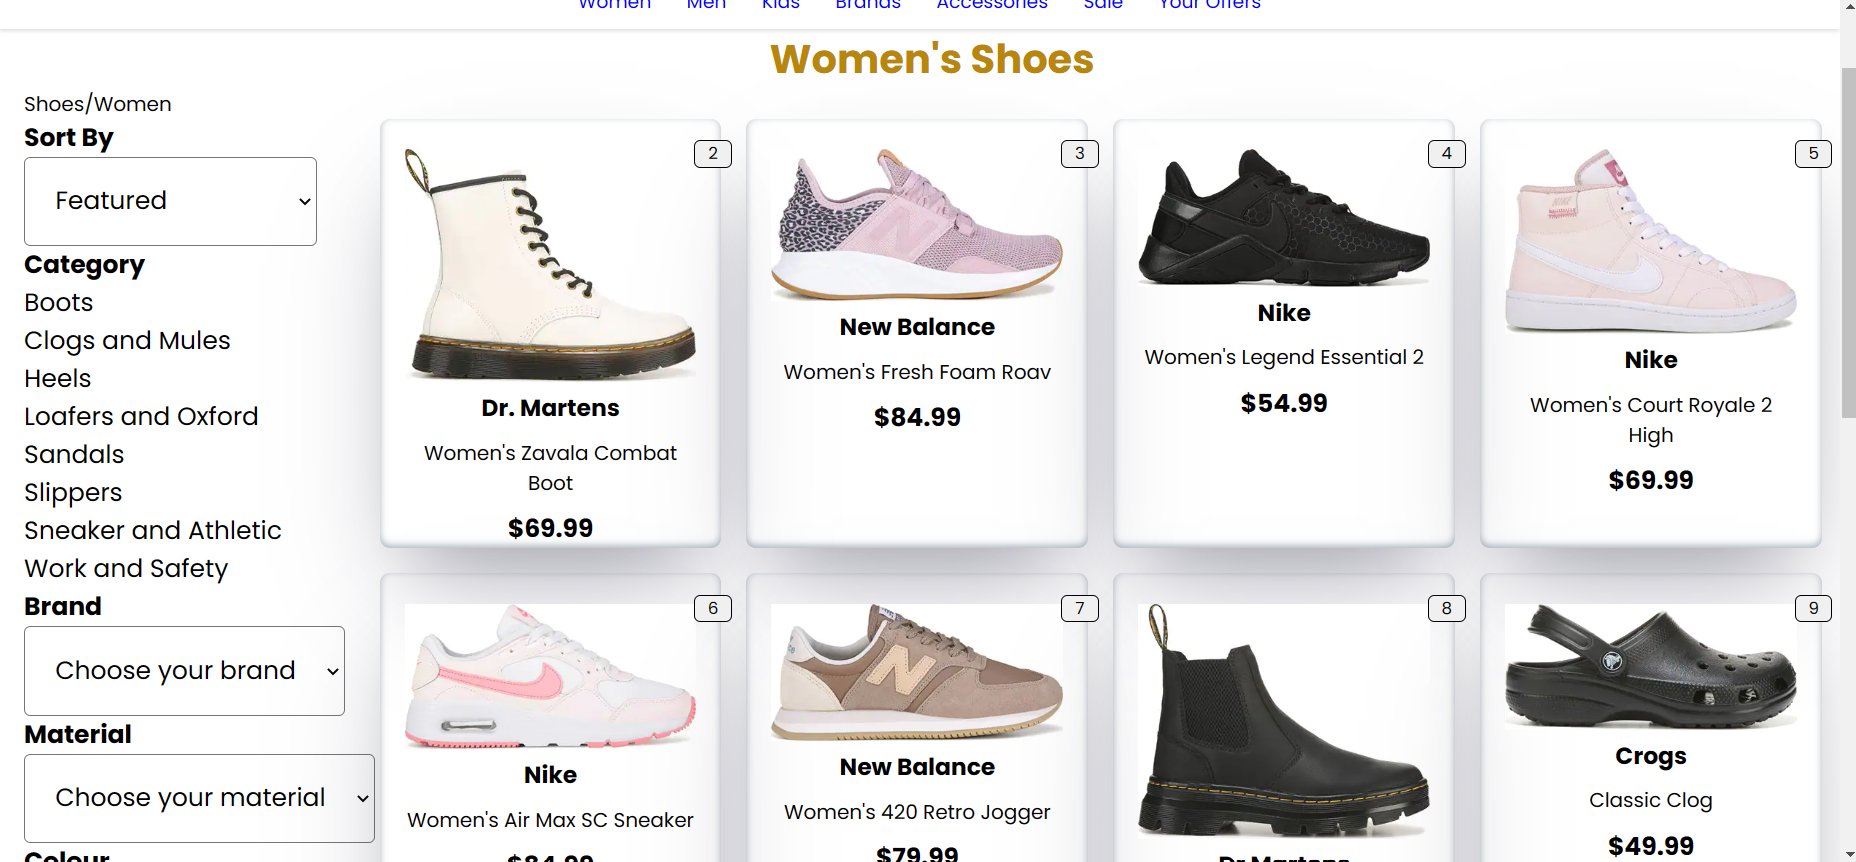 Women Men Kids Brands Accessories Sale Your Offers
Women's Shoes
Shoes/Women
Sort By
Featured
Category
Boots
Clogs and Mules
Heels
Loafers and Oxford
Sandals
Slippers
Sneaker and Athletic
Work and Safety
Brand
Choose your brand
Material
Choose your material
Colour
2
Dr. Martens
Women's Zavala Combat
Boot
$69.99
3
New Balance
Women's Fresh Foam Roav
$84.99
4
Nike
Women's Legend Essential 2
$54.99
5
NIKE
Nike
Women's Court Royale 2
High
$69.99
6
Nike
Women's Air Max SC Sneaker
$84.99
7
N
New Balance
Women's 420 Retro Jogger
$79.99
8
Dr Martens
9
Crogs
Classic Clog
$49.99